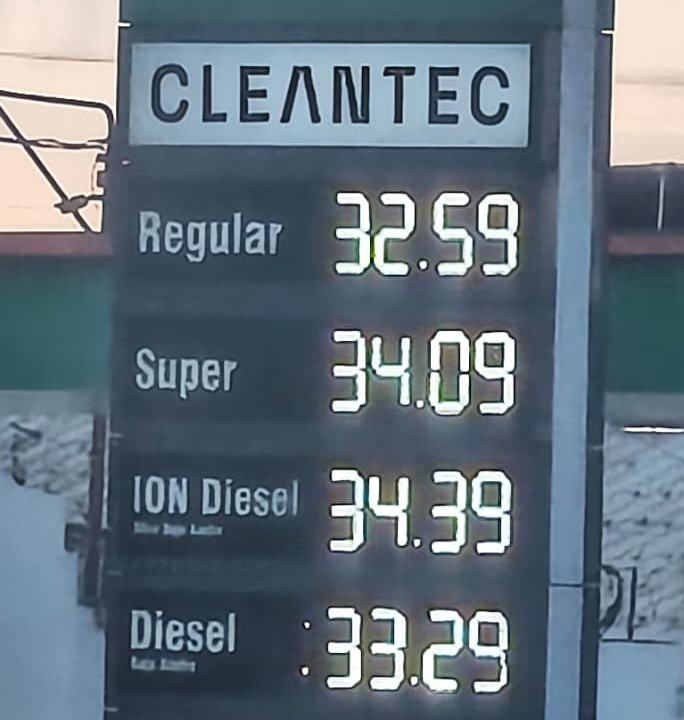 CLEANTEC
Regular 32.59
Super 34.09
ION Diesel 34.39
Diesel 33.29